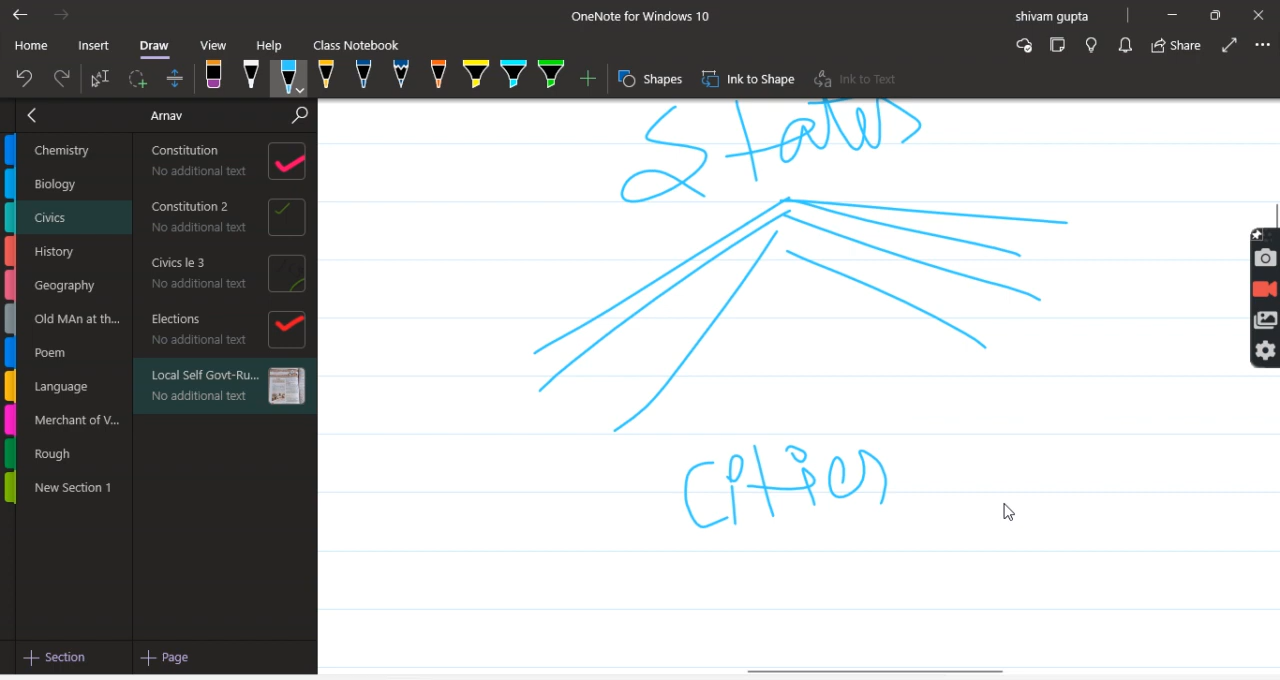 OneNote for Windows 10
shivam gupta
Home Insert Draw View Help Class Notebook
Share
Shapes Ink to Shape Ink to Text
Arnav
Chemistry
Biology
Civics
History
Geography
Old MAn at th...
Poem
Language
Merchant of V...
Rough
New Section 1
Constitution
No additional text
Constitution 2
No additional text
Civics le 3
No additional text
Elections
No additional text
Local Self Govt-Ru...
No additional text
Section
Page
States
Cities